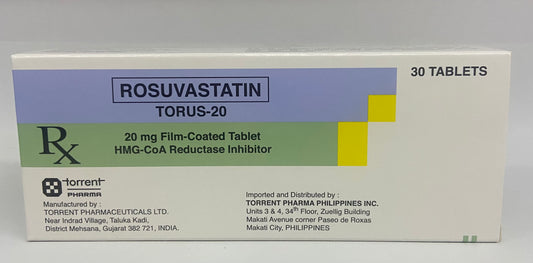 30 TABLETS
ROSUVASTATIN
TORUS-20
20 mg Film-Coated Tablet
HMG-CoA Reductase Inhibitor
Rx
torrent
PHARMA
Manufactured by :
TORRENT PHARMACEUTICALS LTD.
Near Indrad Village, Taluka Kadi,
District Mehsana, Gujarat 382 721, INDIA.
Imported and Distributed by :
TORRENT PHARMA PHILIPPINES INC.
Units 3 & 4, 34th Floor, Zuellig Building
Makati Avenue corner Paseo de Roxas
Makati City, PHILIPPINES